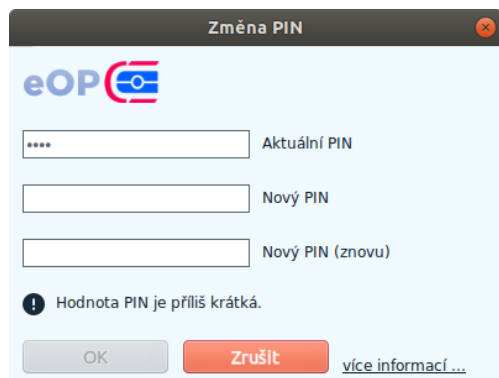 Změna PIN
eOP
•••• Aktuální PIN
Nový PIN
Nový PIN (znovu)
Hodnota PIN je příliš krátká.
OK Zrušit více informací ...